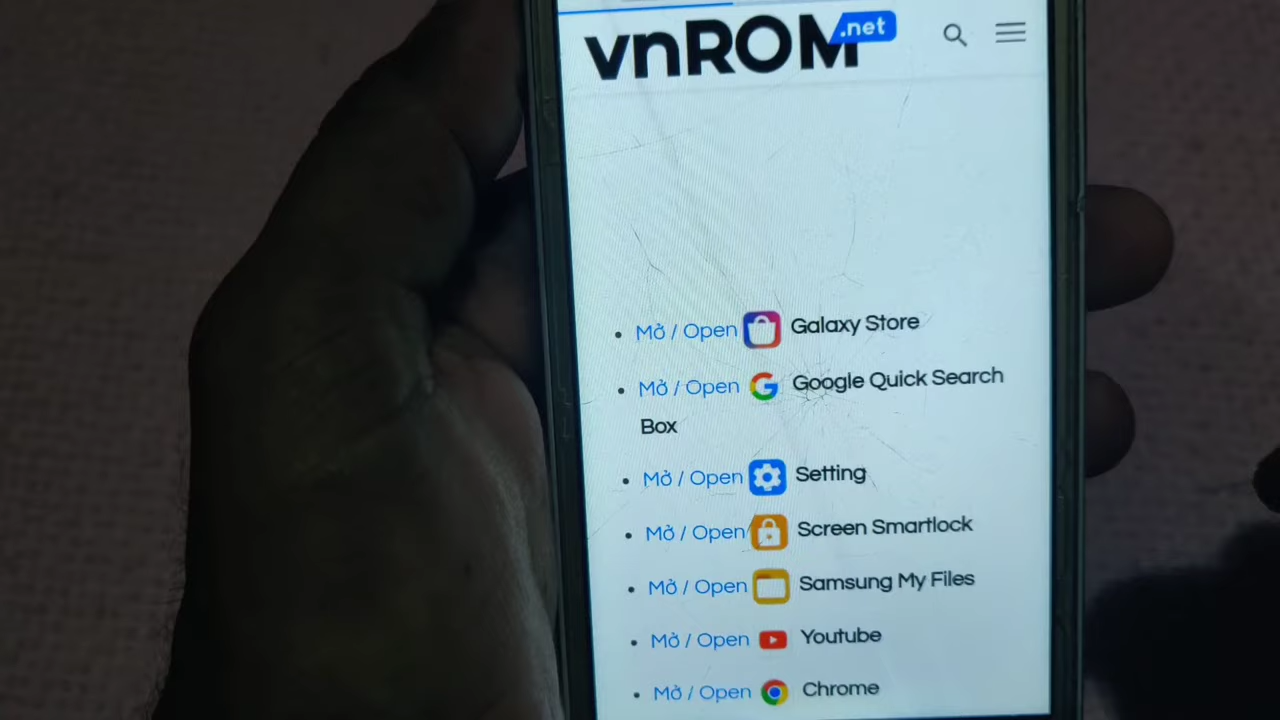 vnROM.net
Mở / Open Galaxy Store
Mở / Open Google Quick Search
Box
Mở / Open Setting
Mở / Open Screen Smartlock
Mở / Open Samsung My Files
Mở / Open Youtube
Mở / Open Chrome